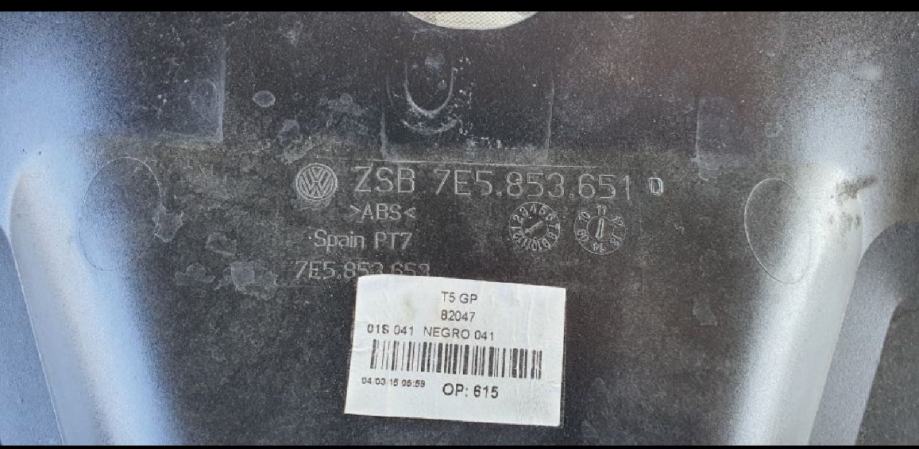 ZSB 7E5.853.651 D
>ABS<
Spain PT7
7E5.853.653
T5 GP
82047
01S 041 NEGRO 041
04/03/15 05:59
OP: 615